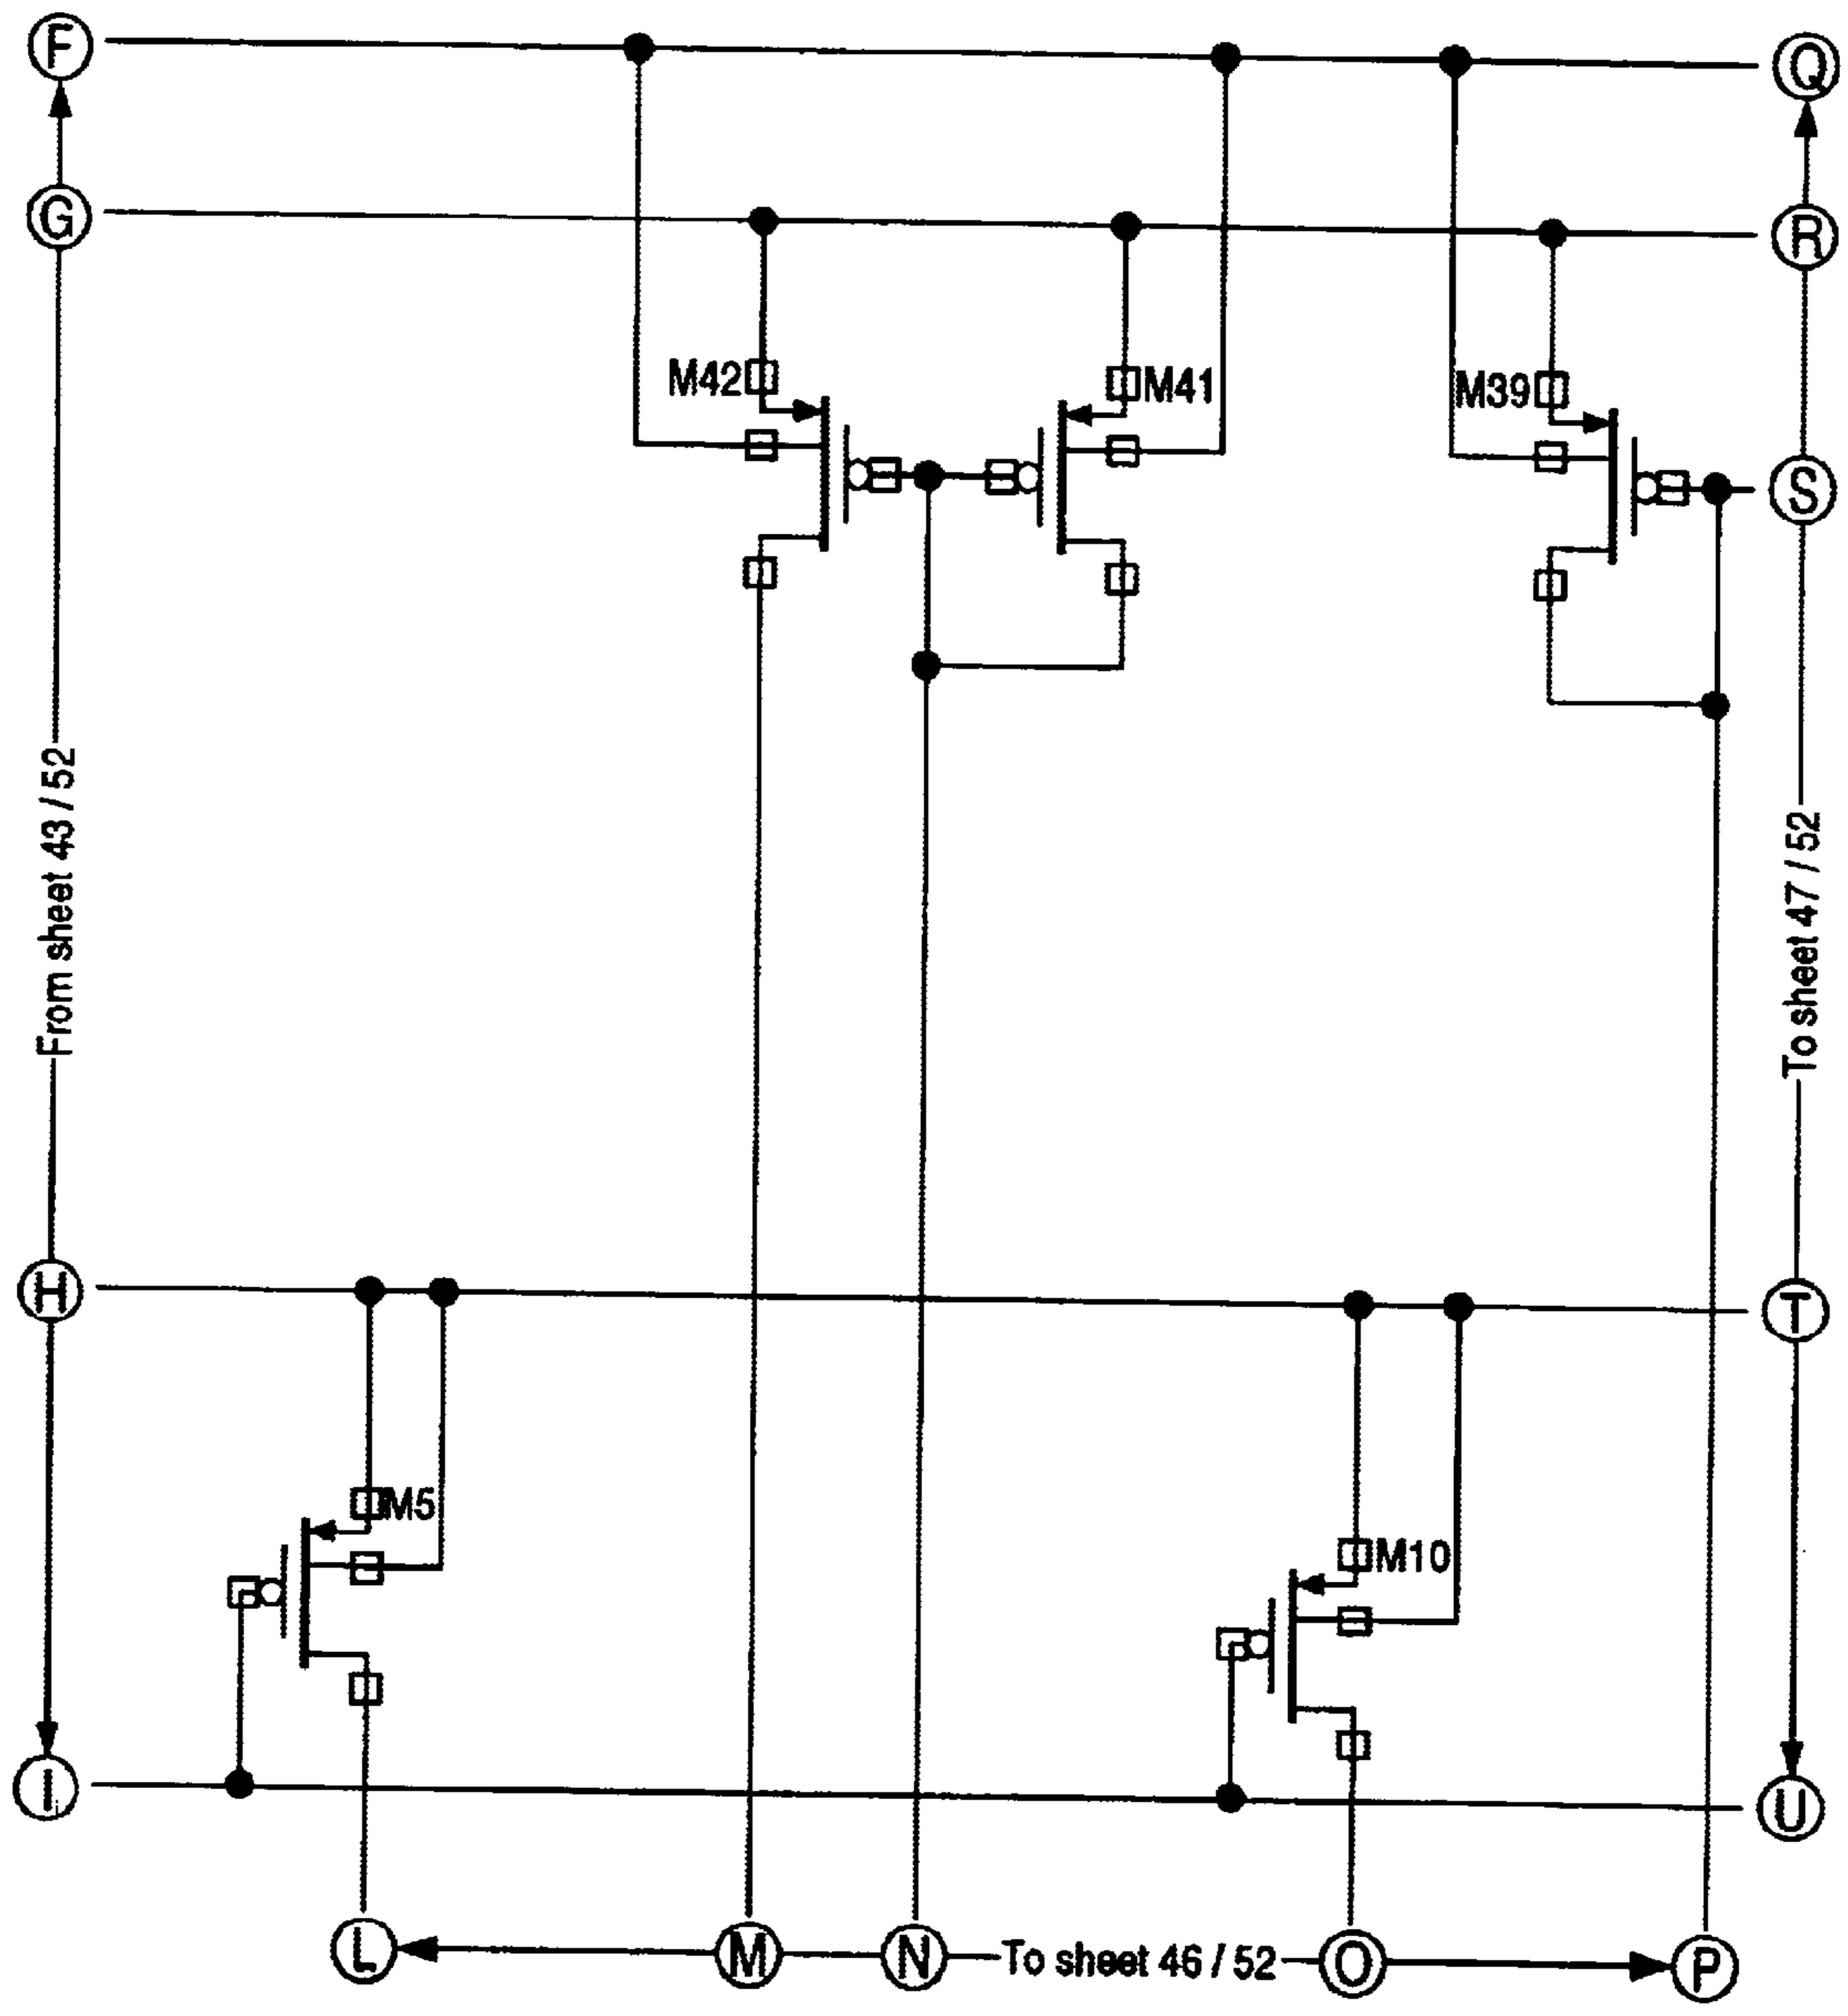 F
Q
G
R
M42
M41
M39
S
From sheet 43 / 52
To sheet 47 / 52
H
T
M5
M10
I
U
L
M
N
To sheet 46 / 52
O
P